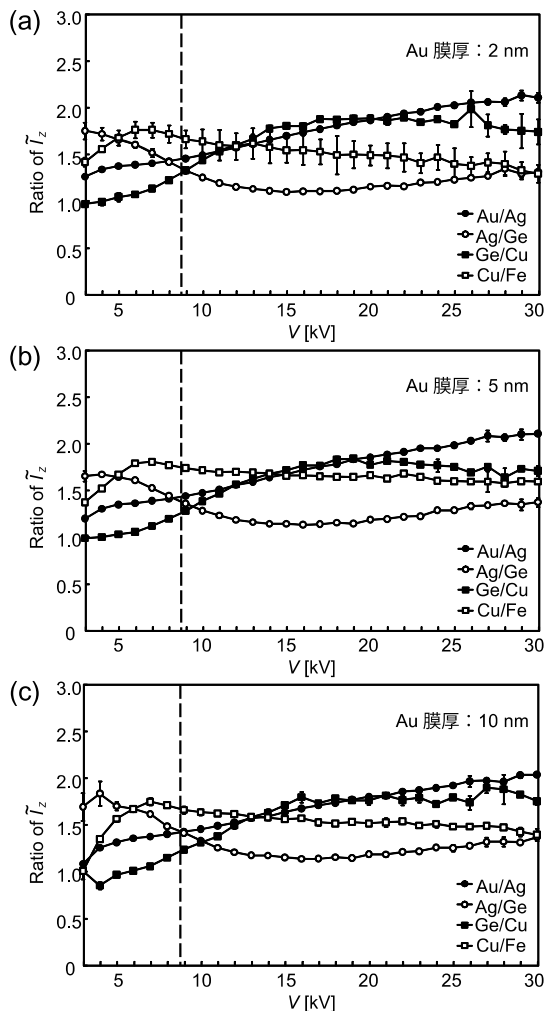 (a)
3.0
2.5
2.0
1.5
1.0
0.5
0
Ratio of Ĩz
Au 膜厚：2 nm
Au/Ag
Ag/Ge
Ge/Cu
Cu/Fe
5 10 15 20 25 30
V [kV]
(b)
3.0
2.5
2.0
1.5
1.0
0.5
0
Ratio of Ĩz
Au 膜厚：5 nm
Au/Ag
Ag/Ge
Ge/Cu
Cu/Fe
5 10 15 20 25 30
V [kV]
(c)
3.0
2.5
2.0
1.5
1.0
0.5
0
Ratio of Ĩz
Au 膜厚：10 nm
Au/Ag
Ag/Ge
Ge/Cu
Cu/Fe
5 10 15 20 25 30
V [kV]